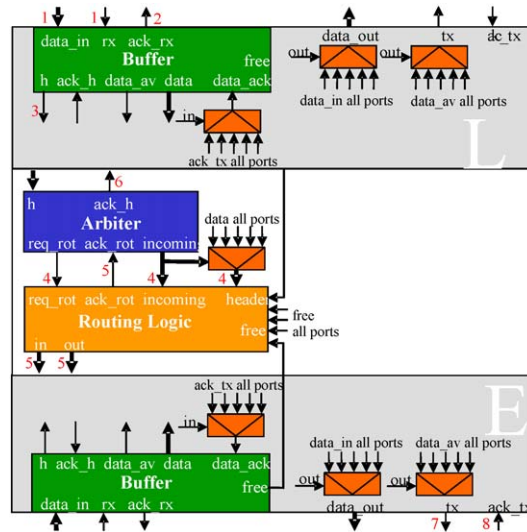 1 1 2
data_in rx ack_rx
Buffer
free
h ack_h data_av data data_ack
3
in
ack_tx all ports
data_out tx ac_tx
out out
data_in all ports data_av all ports
L
6
h ack_h
Arbiter
req_rot ack_rot incoming
data all ports
4 5 4 4
req_rot ack_rot incoming header
Routing Logic
free
free
all ports
in out
5 5
E
ack_tx all ports
in
h ack_h data_av data data_ack
Buffer
free
data_in rx ack_rx
data_in all ports data_av all ports
out out
data_out tx ack_tx
7 8